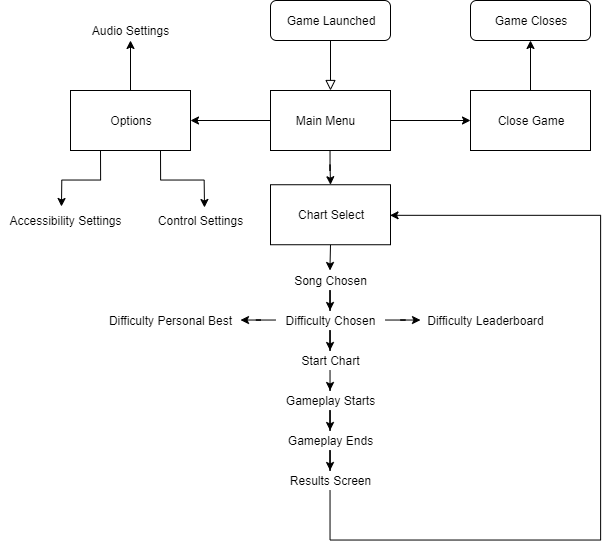 Game Launched
Game Closes
Audio Settings
Options
Main Menu
Close Game
Accessibility Settings
Control Settings
Chart Select
Song Chosen
Difficulty Personal Best
Difficulty Chosen
Difficulty Leaderboard
Start Chart
Gameplay Starts
Gameplay Ends
Results Screen